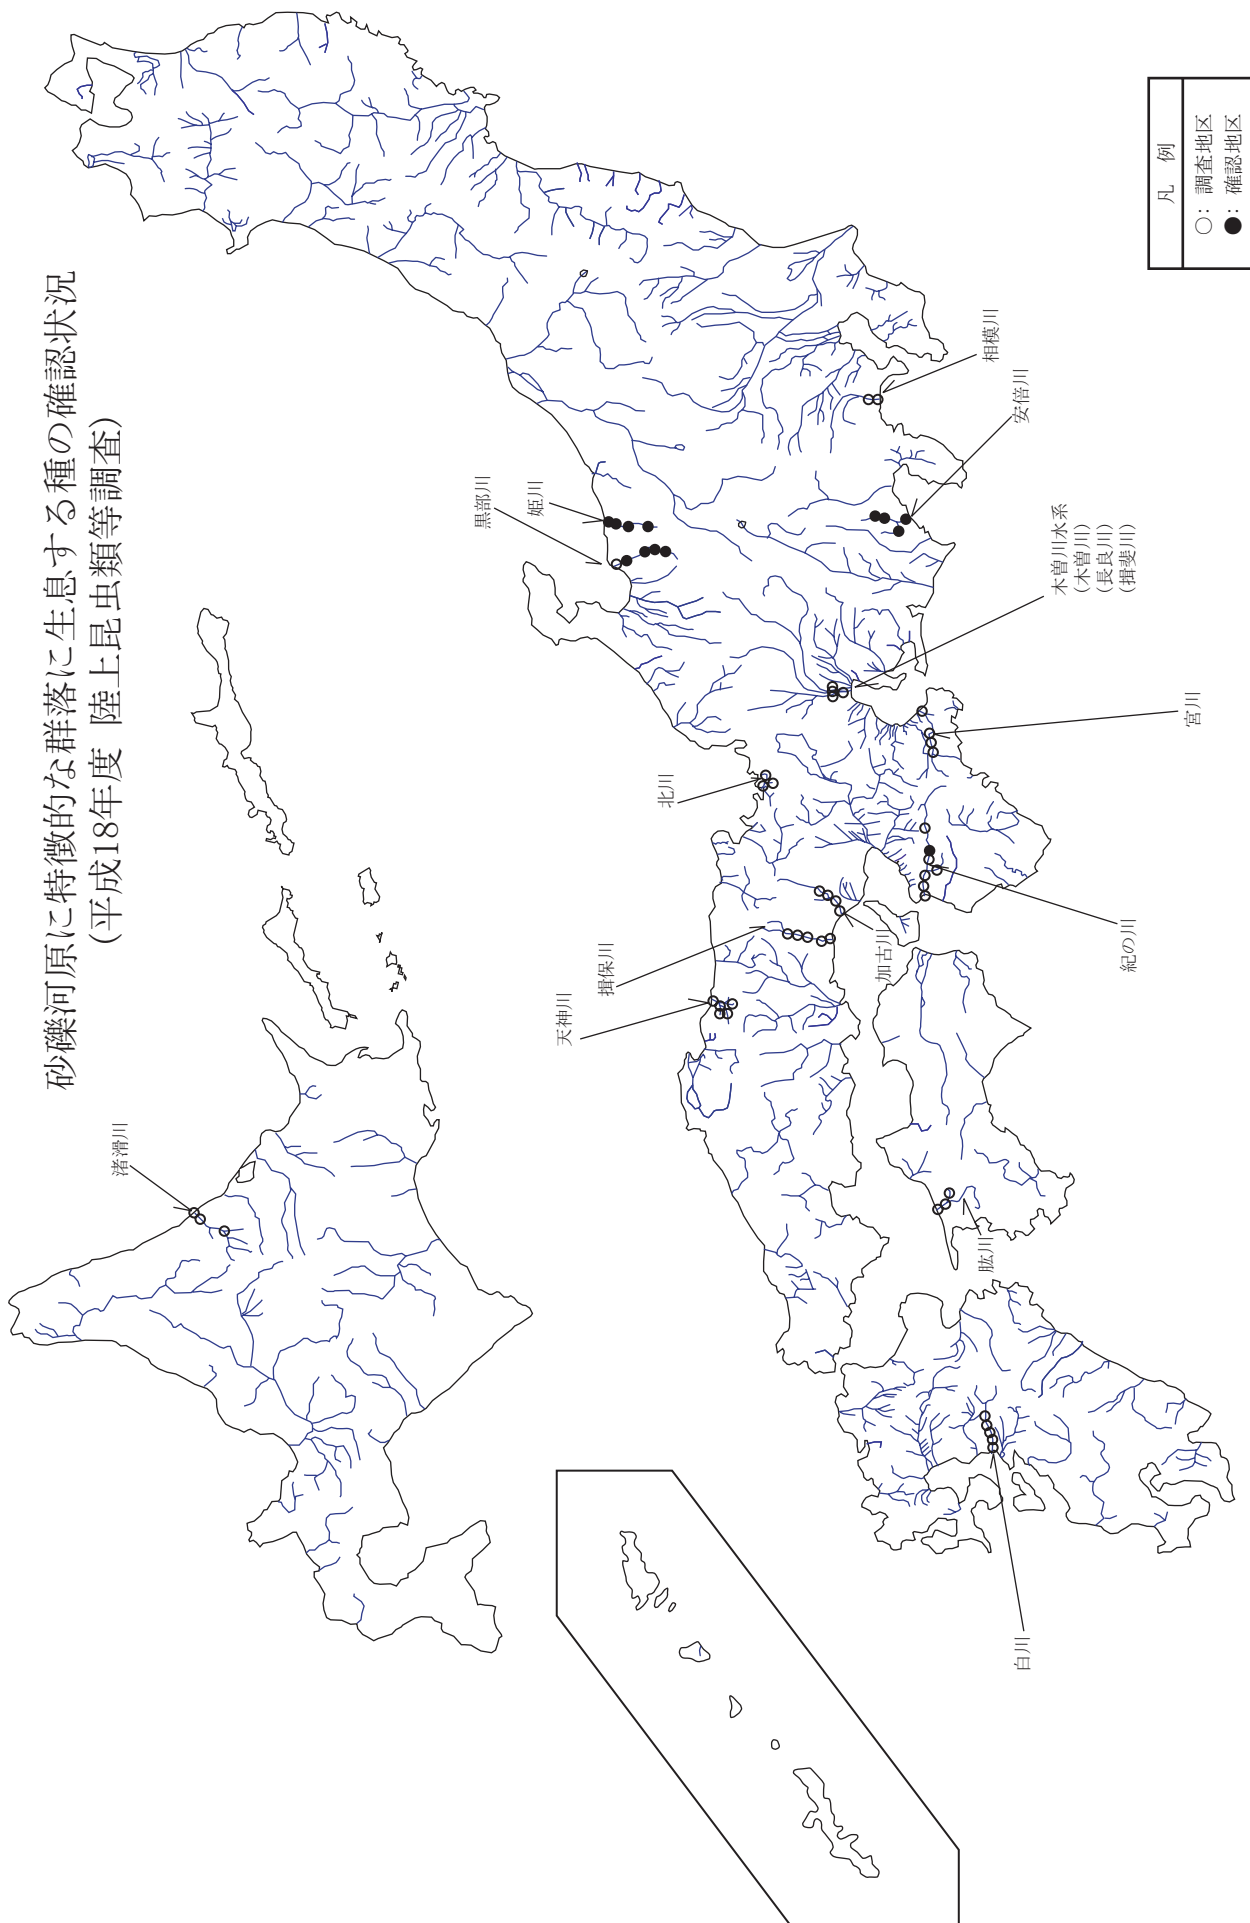 砂礫河原に特徴的な群落に生息する種の確認状況
(平成18年度 陸上昆虫類等調査)
渚滑川
黒部川
姫川
北川
揖保川
天神川
加古川
肱川
白川
紀の川
宮川
木曽川水系
(木曽川)
(長良川)
(揖斐川)
安倍川
相模川
凡 例
○: 調査地区
●: 確認地区